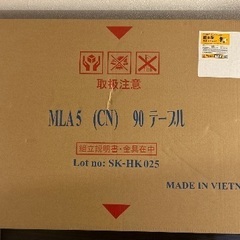 取扱注意
MLA5 (CN) 90 テーブル
組立説明書・金具在中
Lot no: SK-HK025
MADE IN VIETN